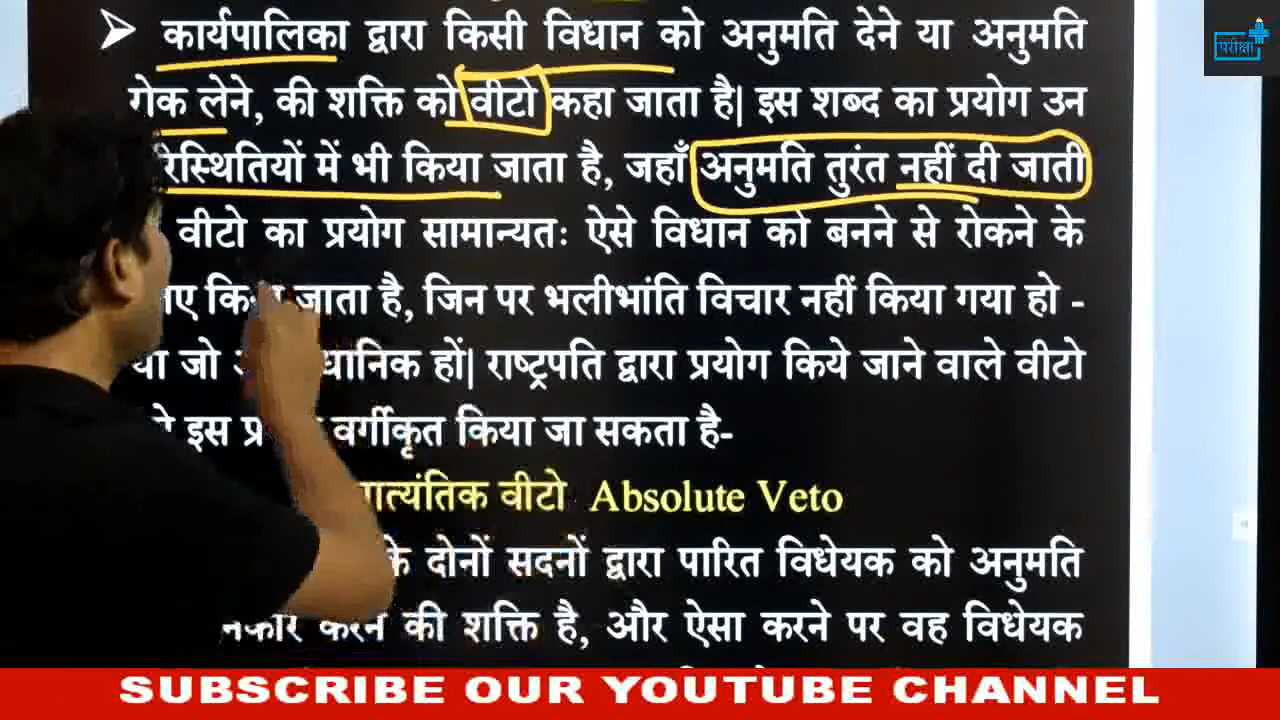 ➤ कार्यपालिका द्वारा किसी विधान को अनुमति देने या अनुमति
रोक लेने, की शक्ति को वीटो कहा जाता है| इस शब्द का प्रयोग उन
में भी किया जाता है, जहाँ अनुमति तुरंत नहीं दी जाती
वीटो का प्रयोग सामान्यतः ऐसे विधान को बनने से रोकने के
जाता है, जिन पर भलीभांति विचार नहीं किया गया हो -
या जो हों| राष्ट्रपति द्वारा प्रयोग किये जाने वाले वीटो
इस वर्गीकृत किया जा सकता है-
वीटो Absolute Veto
के दोनों सदनों द्वारा पारित विधेयक को अनुमति
करने की शक्ति है, और ऐसा करने पर वह विधेयक
परीक्षा
SUBSCRIBE OUR YOUTUBE CHANNEL